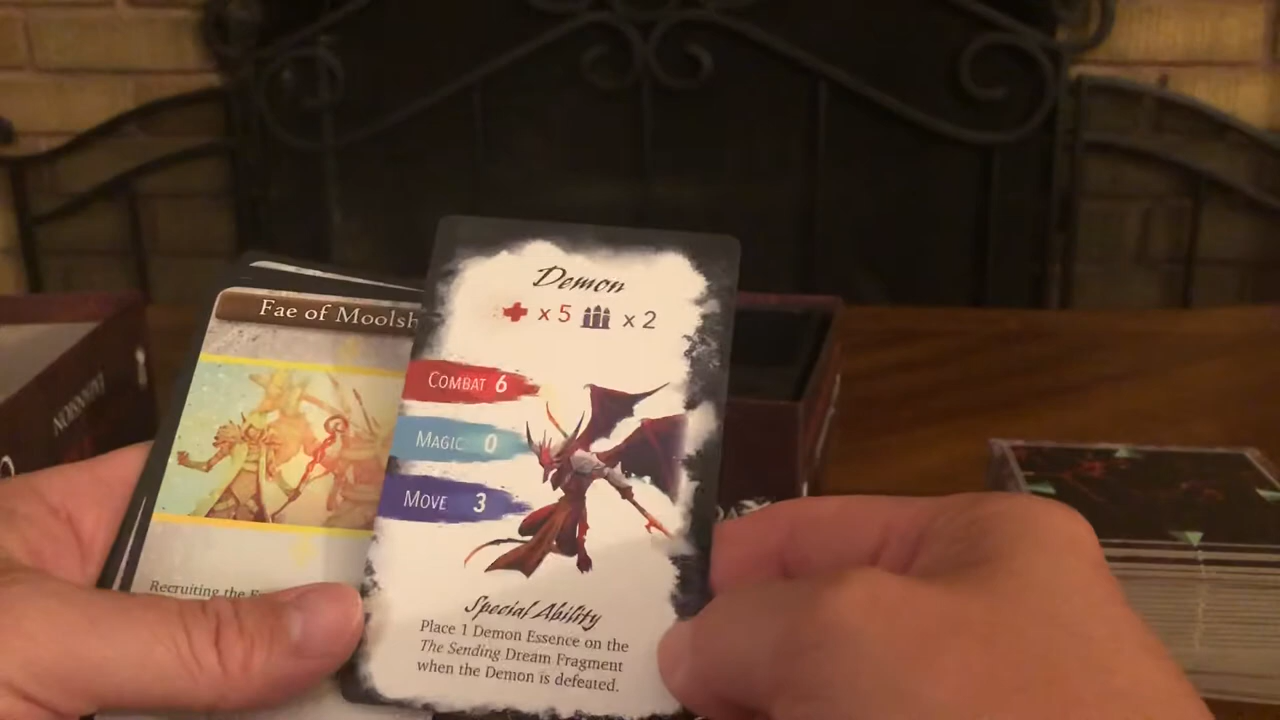 Fae of Moolsh
Recruiting the
Demon
x 5 x 2
COMBAT 6
MAGIC 0
MOVE 3
Special Ability
Place 1 Demon Essence on the
The Sending Dream Fragment
when the Demon is defeated.